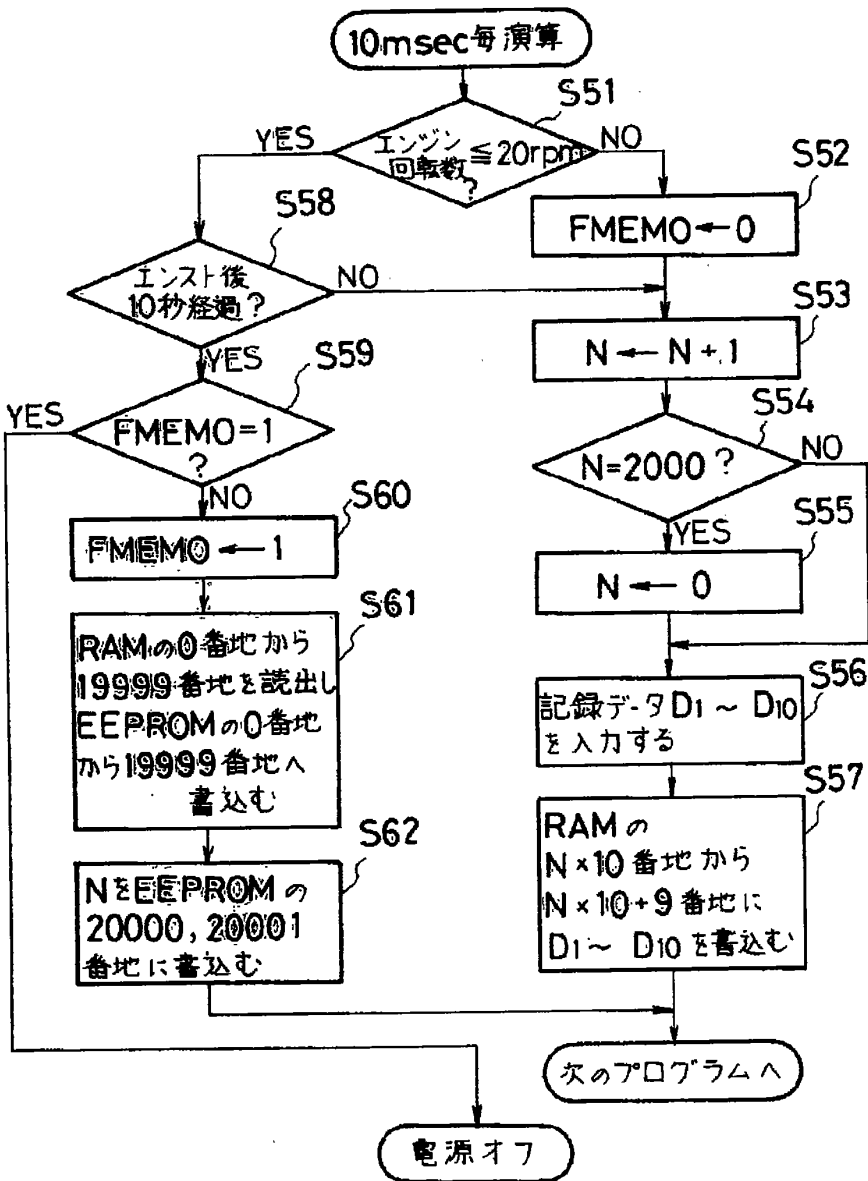 10msec毎演算
S51
エンジン
回転数≦20rpm
?
YES
NO
S52
FMEMO←0
S58
エンスト後
10秒経過?
NO
YES
S53
N←N+1
S59
FMEMO=1
?
YES
NO
S54
N=2000?
NO
YES
S60
FMEMO←1
S55
N←0
S61
RAMの0番地から
19999番地を読出し
EEPROMの0番地
から19999番地へ
書込む
S56
記録データD1~D10
を入力する
S57
RAMの
N×10番地から
N×10+9番地に
D1~D10を書込む
S62
NをEEPROMの
20000,20001
番地に書込む
次のプログラムへ
電源オフ